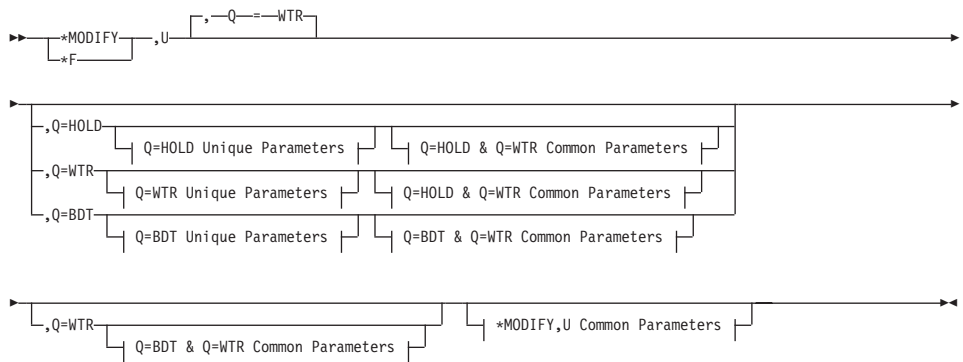 ,—Q—=—WTR
*MODIFY ,U
*F
,Q=HOLD
Q=HOLD Unique Parameters Q=HOLD & Q=WTR Common Parameters
,Q=WTR
Q=WTR Unique Parameters Q=HOLD & Q=WTR Common Parameters
,Q=BDT
Q=BDT Unique Parameters Q=BDT & Q=WTR Common Parameters
,Q=WTR
Q=BDT & Q=WTR Common Parameters *MODIFY,U Common Parameters